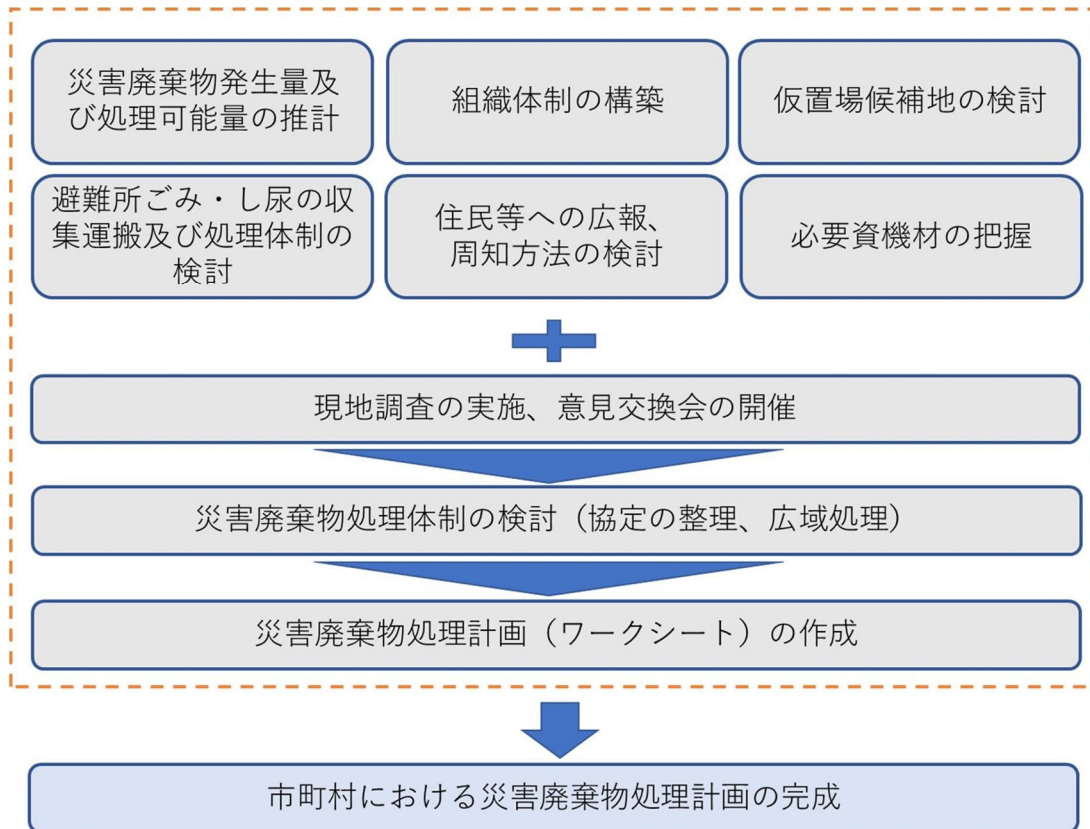 災害廃棄物発生量及
び処理可能量の推計
組織体制の構築
仮置場候補地の検討
避難所ごみ・し尿の収
集運搬及び処理体制の
検討
住民等への広報、
周知方法の検討
必要資機材の把握
現地調査の実施、意見交換会の開催
災害廃棄物処理体制の検討（協定の整理、広域処理）
災害廃棄物処理計画（ワークシート）の作成
市町村における災害廃棄物処理計画の完成